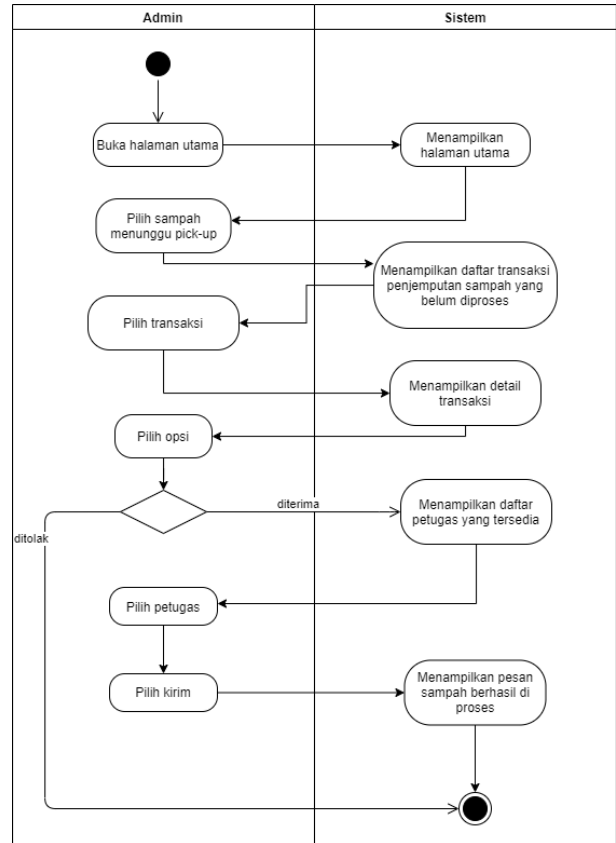 Admin
Sistem
Buka halaman utama
Menampilkan
halaman utama
Pilih sampah
menunggu pick-up
Menampilkan daftar transaksi
penjemputan sampah yang
belum diproses
Pilih transaksi
Menampilkan detail
transaksi
Pilih opsi
diterima
Menampilkan daftar
petugas yang tersedia
ditolak
Pilih petugas
Pilih kirim
Menampilkan pesan
sampah berhasil di
proses